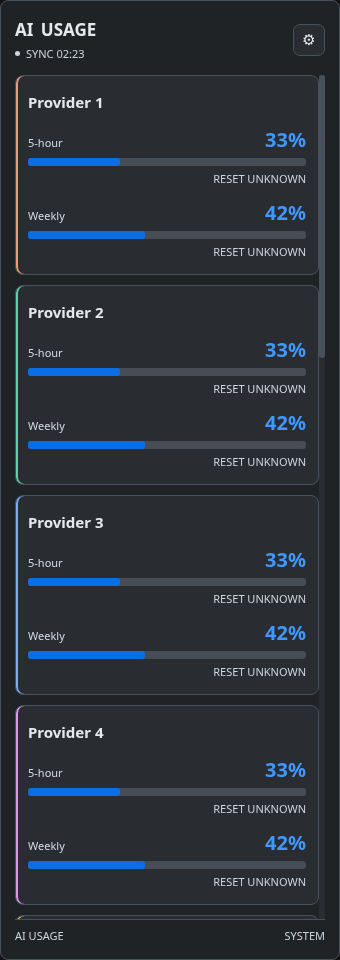 AI USAGE
SYNC 02:23
Provider 1
5-hour 33%
RESET UNKNOWN
Weekly 42%
RESET UNKNOWN
Provider 2
5-hour 33%
RESET UNKNOWN
Weekly 42%
RESET UNKNOWN
Provider 3
5-hour 33%
RESET UNKNOWN
Weekly 42%
RESET UNKNOWN
Provider 4
5-hour 33%
RESET UNKNOWN
Weekly 42%
RESET UNKNOWN
AI USAGE SYSTEM